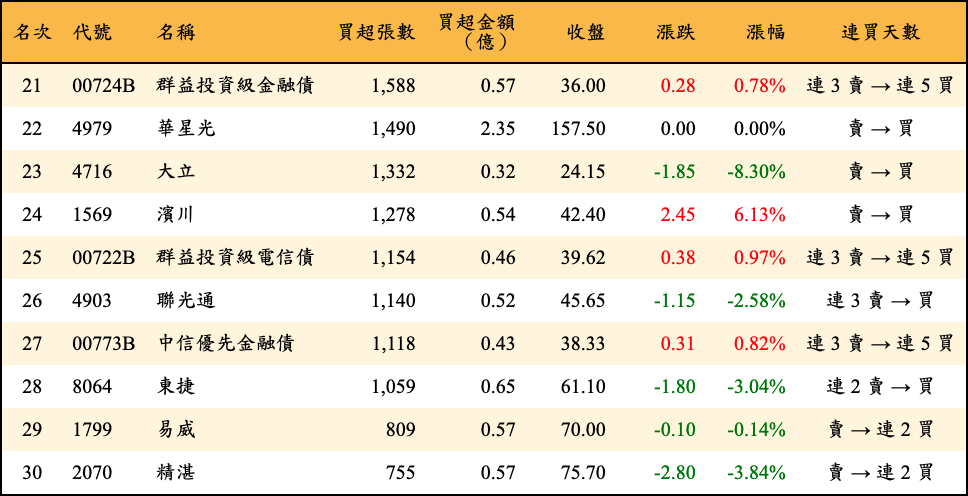 名次 代號 名稱 買超張數 買超金額（億） 收盤 漲跌 漲幅 連買天數
21 00724B 群益投資級金融債 1,588 0.57 36.00 0.28 0.78% 連 3 賣 → 連 5 買
22 4979 華星光 1,490 2.35 157.50 0.00 0.00% 賣 → 買
23 4716 大立 1,332 0.32 24.15 -1.85 -8.30% 賣 → 買
24 1569 濱川 1,278 0.54 42.40 2.45 6.13% 賣 → 買
25 00722B 群益投資級電信債 1,154 0.46 39.62 0.38 0.97% 連 3 賣 → 連 5 買
26 4903 聯光通 1,140 0.52 45.65 -1.15 -2.58% 連 3 賣 → 買
27 00773B 中信優先金融債 1,118 0.43 38.33 0.31 0.82% 連 3 賣 → 連 5 買
28 8064 東捷 1,059 0.65 61.10 -1.80 -3.04% 連 2 賣 → 買
29 1799 易威 809 0.57 70.00 -0.10 -0.14% 賣 → 連 2 買
30 2070 精湛 755 0.57 75.70 -2.80 -3.84% 賣 → 連 2 買